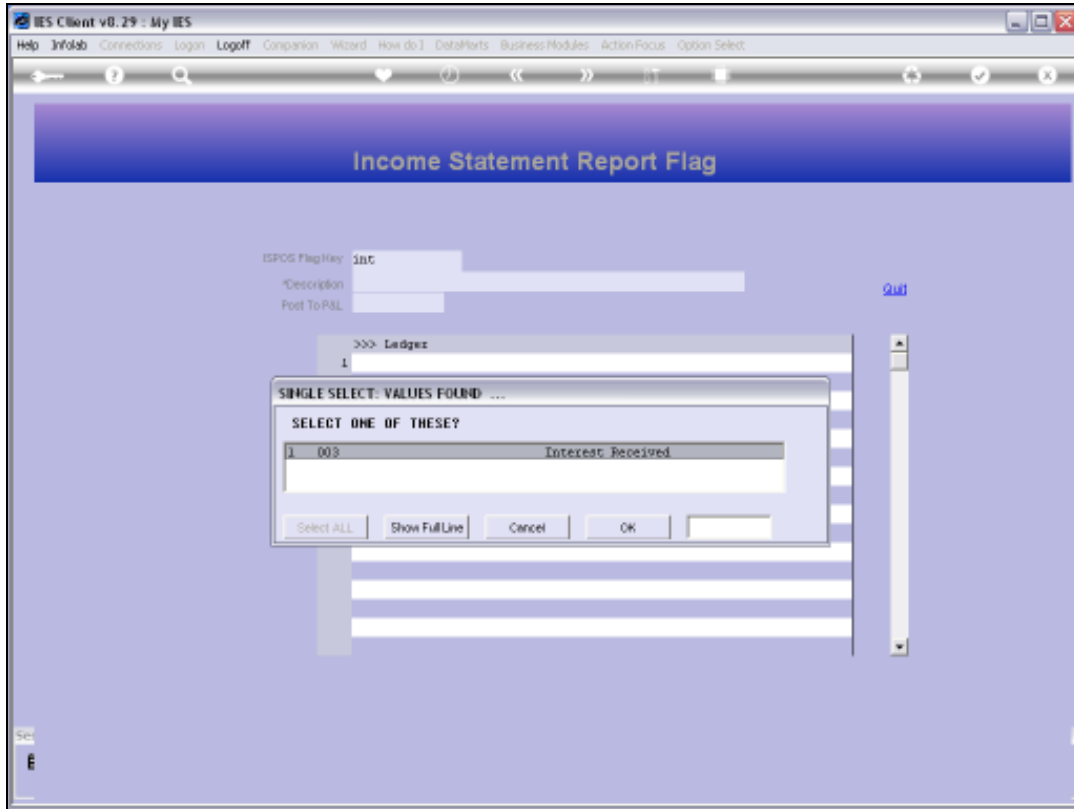 IES Client v8.29 : My IES
Help Infolab Connections Logon Logoff Companion Wizard How do I DataMarts Business Modules Action Focus Option Select
Income Statement Report Flag
ISPOS Flag Key int
*Description
Quit
Post To P&L
>>> Ledger
1
SINGLE SELECT: VALUES FOUND ...
SELECT ONE OF THESE?
1 003 Interest Received
Select ALL Show Full Line Cancel OK
Se